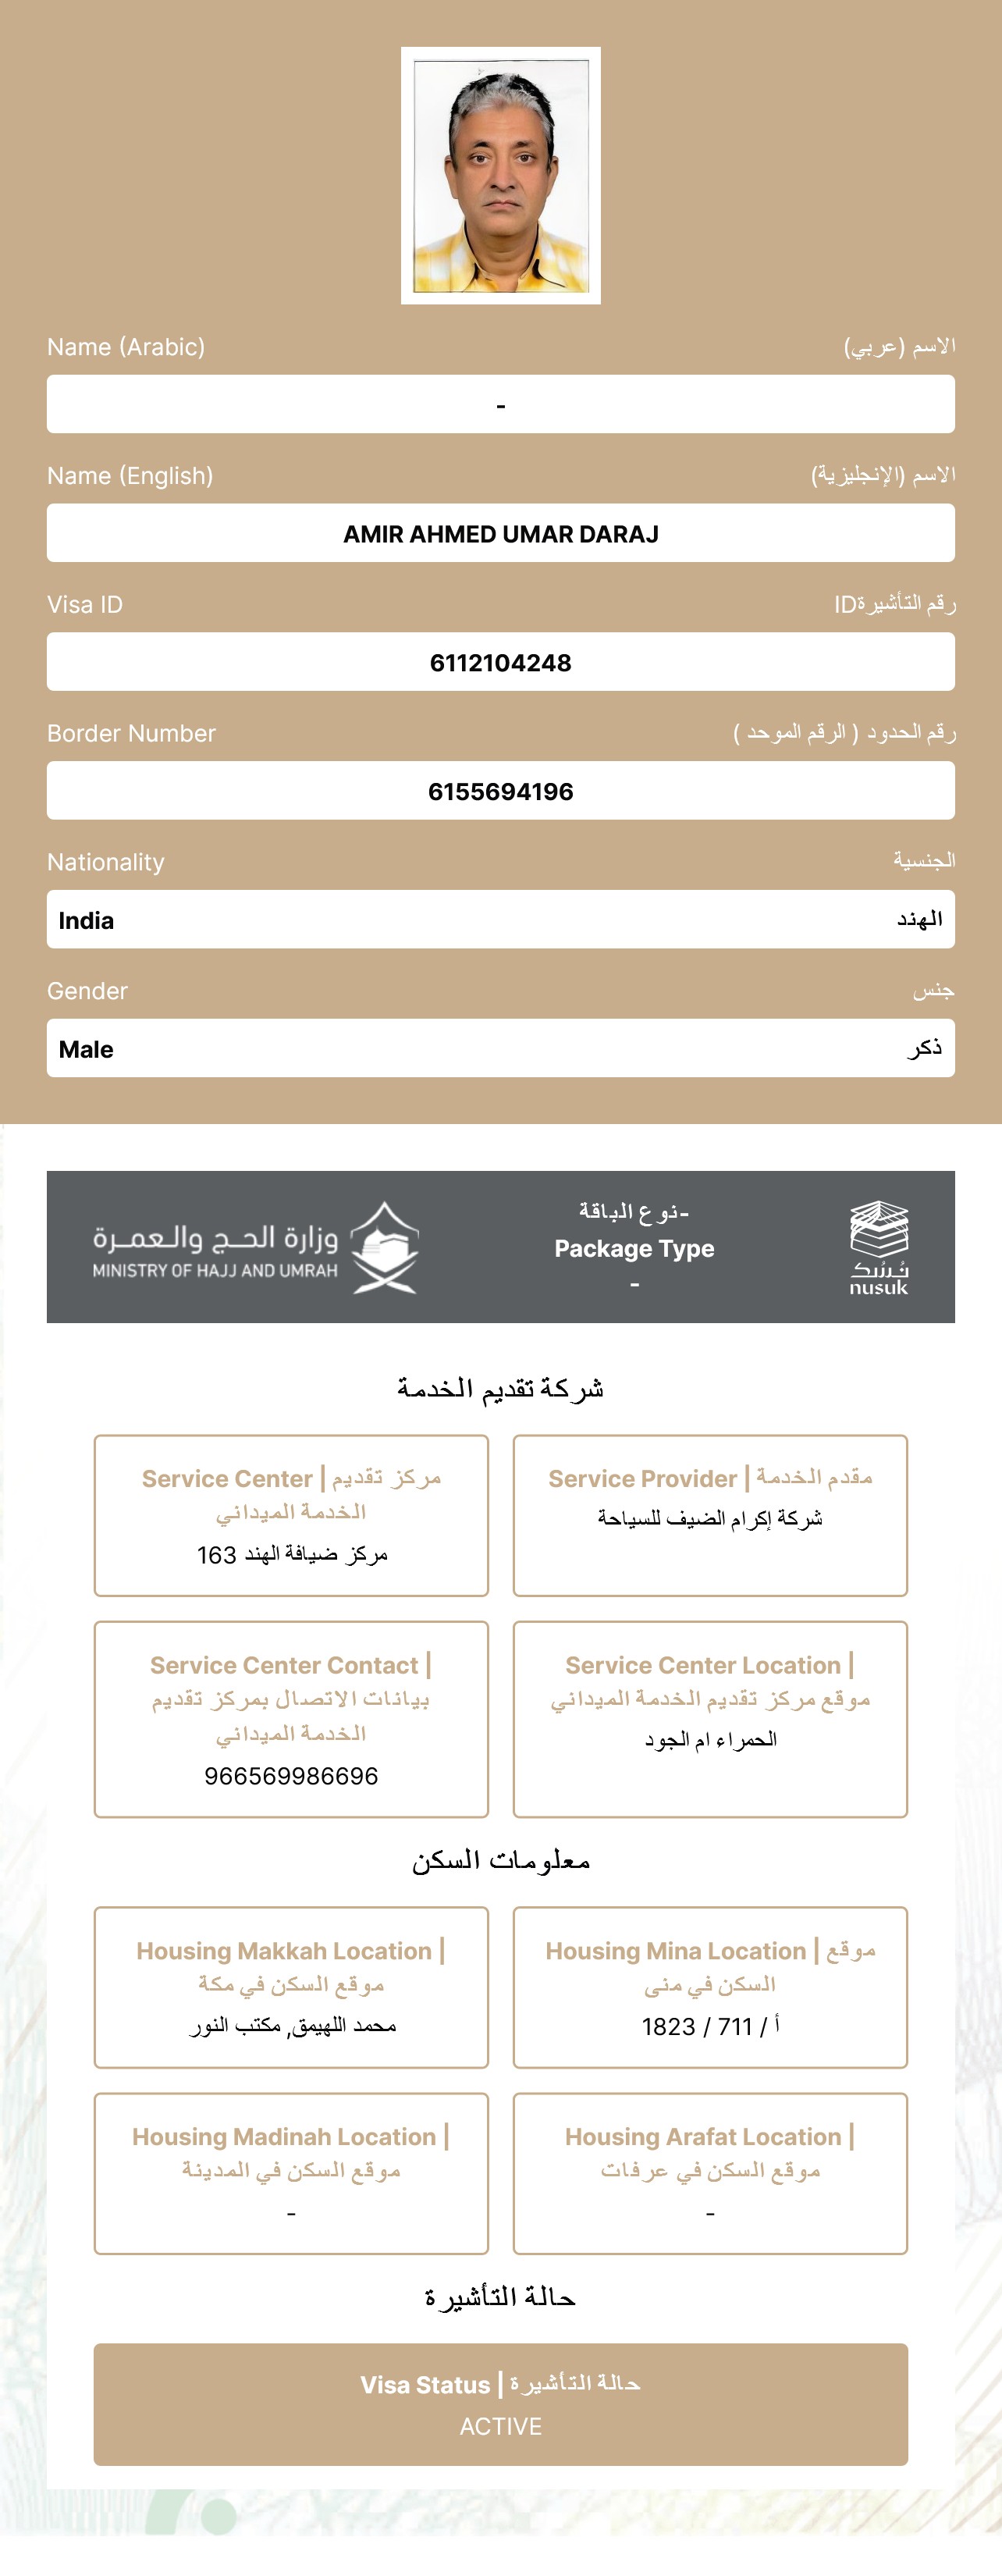 Name (Arabic) الاسم (عربي)
-
Name (English) الاسم (الإنجليزية)
AMIR AHMED UMAR DARAJ
Visa ID رقم التأشيرةID
6112104248
Border Number رقم الحدود ( الرقم الموحد )
6155694196
Nationality الجنسية
India الهند
Gender جنس
Male ذكر
وزارة الحج والعمرة
MINISTRY OF HAJJ AND UMRAH
نوع الباقة-
Package Type
-
نُسُك
nusuk
شركة تقديم الخدمة
Service Center | مركز تقديم
الخدمة الميداني
مركز ضيافة الهند 163
Service Provider | مقدم الخدمة
شركة إكرام الضيف للسياحة
Service Center Contact |
بيانات الاتصال بمركز تقديم
الخدمة الميداني
966569986696
Service Center Location |
موقع مركز تقديم الخدمة الميداني
الحمراء ام الجود
معلومات السكن
Housing Makkah Location |
موقع السكن في مكة
محمد اللهيمق, مكتب النور
Housing Mina Location | موقع
السكن في منى
أ / 711 / 1823
Housing Madinah Location |
موقع السكن في المدينة
-
Housing Arafat Location |
موقع السكن في عرفات
-
حالة التأشيرة
Visa Status | حالة التأشيرة
ACTIVE